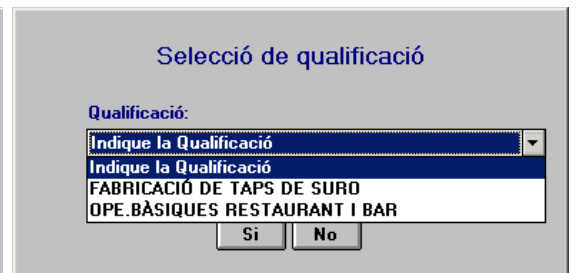 Selecció de qualificació
Qualificació:
Indique la Qualificació
Indique la Qualificació
FABRICACIÓ DE TAPS DE SURO
OPE.BÀSIQUES RESTAURANT I BAR
Si No